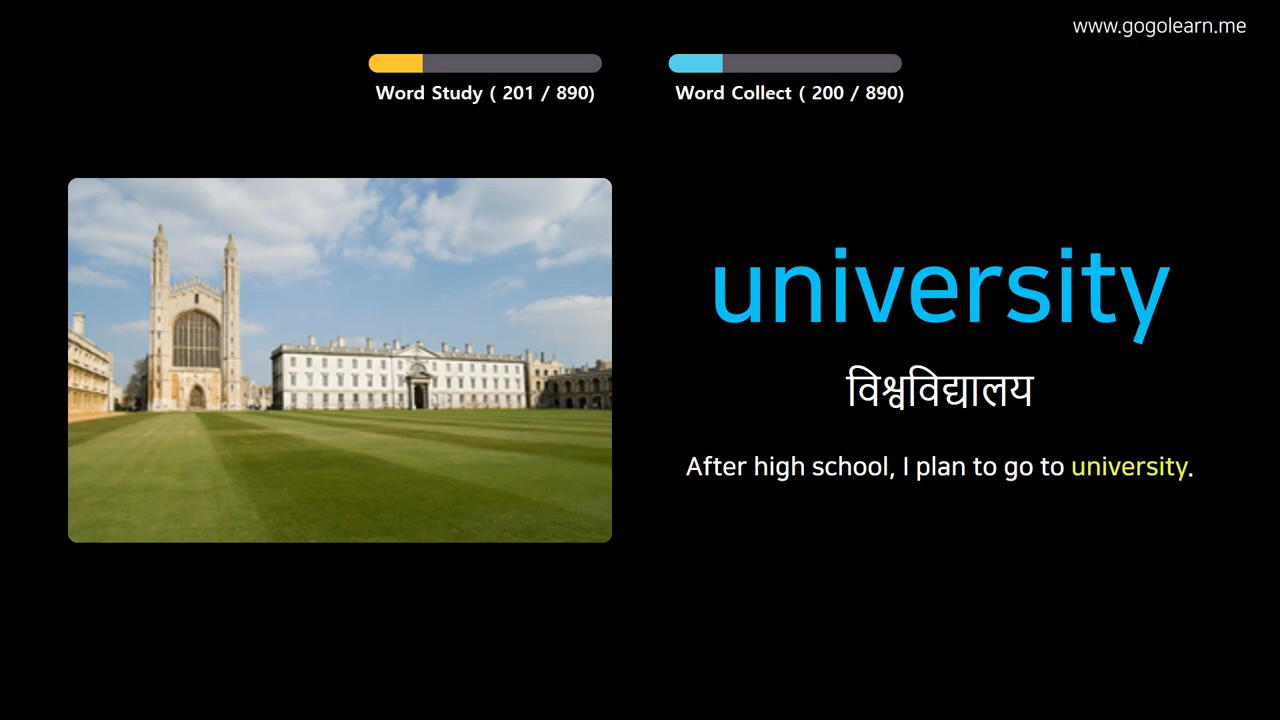 www.gogolearn.me
Word Study ( 201 / 890)
Word Collect ( 200 / 890)
university
विश्वविद्यालय
After high school, I plan to go to university.